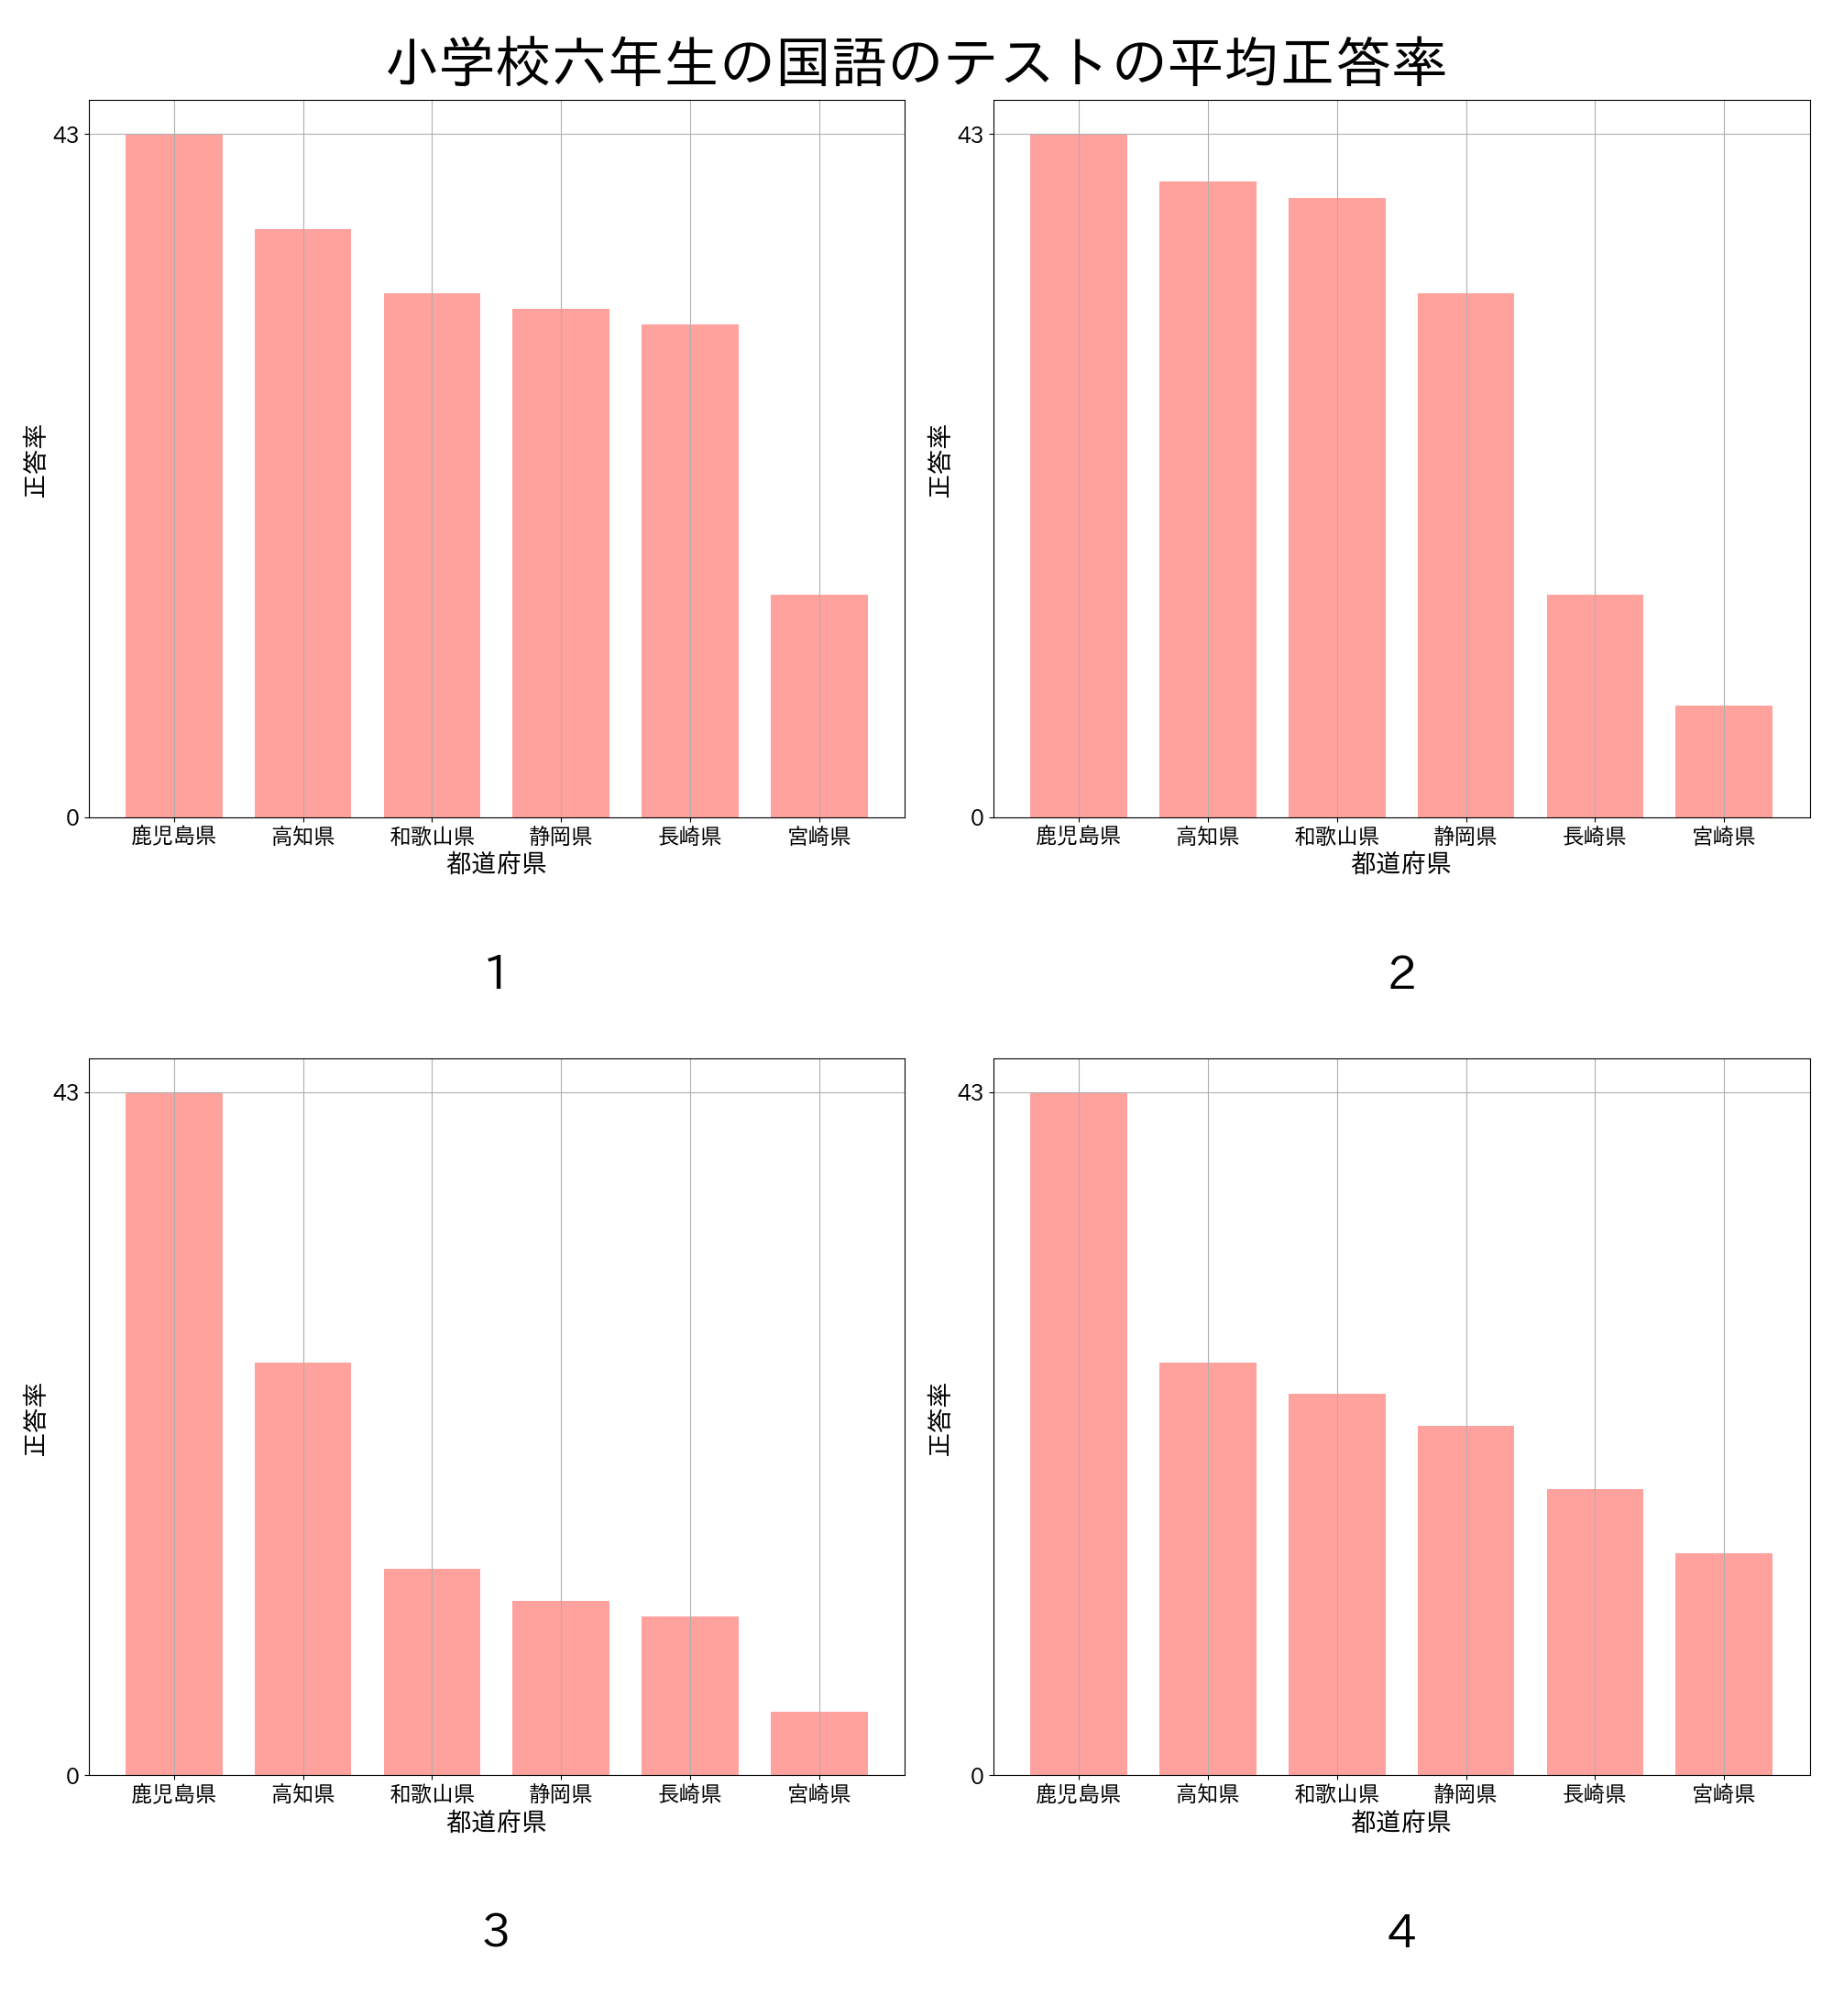 小学校六年生の国語のテストの平均正答率
43
0
正答率
鹿児島県 高知県 和歌山県 静岡県 長崎県 宮崎県
都道府県
1
43
0
正答率
鹿児島県 高知県 和歌山県 静岡県 長崎県 宮崎県
都道府県
2
43
0
正答率
鹿児島県 高知県 和歌山県 静岡県 長崎県 宮崎県
都道府県
3
43
0
正答率
鹿児島県 高知県 和歌山県 静岡県 長崎県 宮崎県
都道府県
4